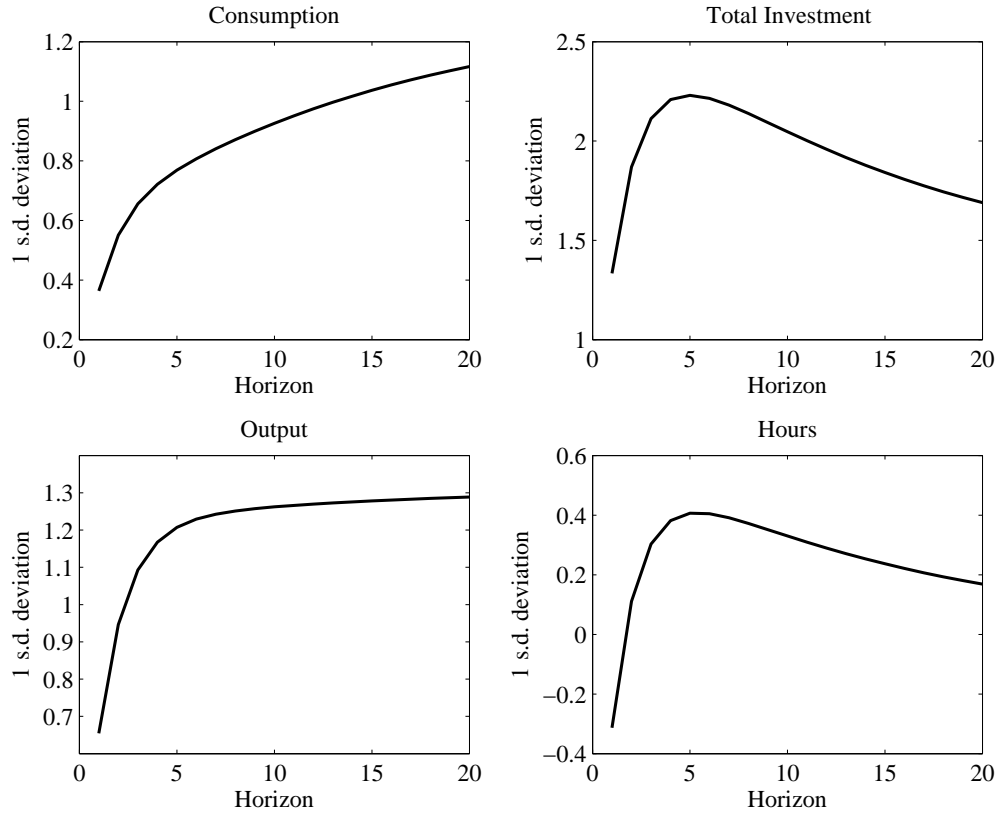 Consumption
1 s.d. deviation
1.2
1
0.8
0.6
0.4
0.2
0 5 10 15 20
Horizon
Total Investment
1 s.d. deviation
2.5
2
1.5
1
0 5 10 15 20
Horizon
Output
1 s.d. deviation
1.3
1.2
1.1
1
0.9
0.8
0.7
0 5 10 15 20
Horizon
Hours
1 s.d. deviation
0.6
0.4
0.2
0
−0.2
−0.4
0 5 10 15 20
Horizon